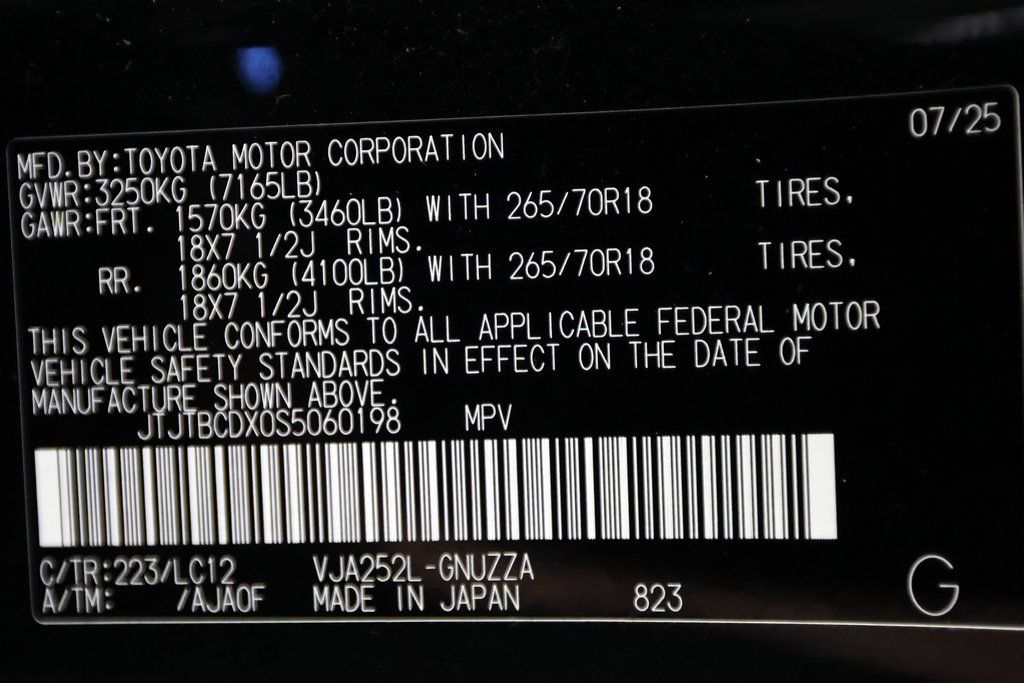 07/25
MFD. BY:TOYOTA MOTOR CORPORATION
GVWR:3250KG (7165LB)
GAWR:FRT. 1570KG (3460LB) WITH 265/70R18 TIRES,
18X7 1/2J RIMS.
RR. 1860KG (4100LB) WITH 265/70R18 TIRES,
18X7 1/2J RIMS.
THIS VEHICLE CONFORMS TO ALL APPLICABLE FEDERAL MOTOR
VEHICLE SAFETY STANDARDS IN EFFECT ON THE DATE OF
MANUFACTURE SHOWN ABOVE.
JTJTBCDX0S5060198 MPV
C/TR:223/LC12 VJA252L-GNUZZA
A/TM: /AJA0F MADE IN JAPAN 823
G